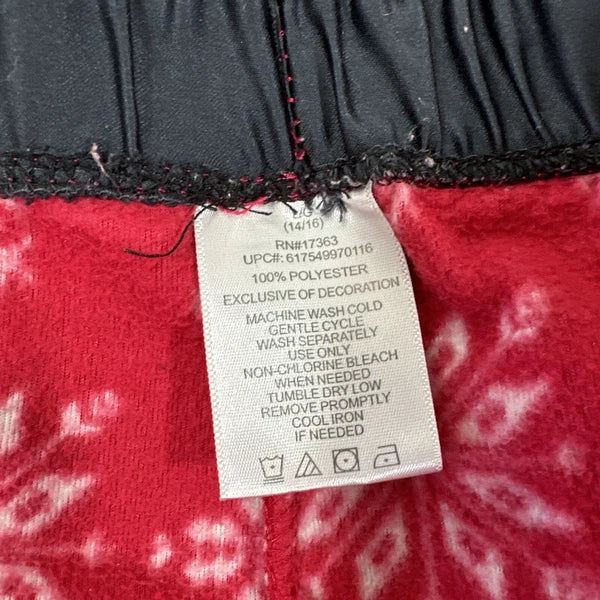 L/G
(14/16)
RN#17363
UPC#: 617549970116
100% POLYESTER
EXCLUSIVE OF DECORATION
MACHINE WASH COLD
GENTLE CYCLE
WASH SEPARATELY
USE ONLY
NON-CHLORINE BLEACH
WHEN NEEDED
TUMBLE DRY LOW
REMOVE PROMPTLY
COOL IRON
IF NEEDED